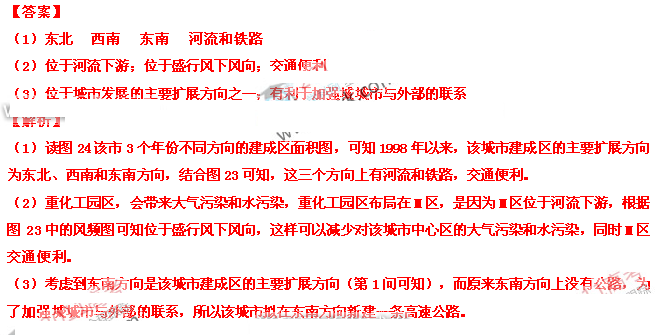 【答案】
（1）东北 西南 东南 河流和铁路
（2）位于河流下游；位于盛行风下风向；交通便利
（3）位于城市发展的主要扩展方向之一，有利于加强城城市与外部的联系
【解析】
（1）读图 24 该市 3 个年份不同方向的建成区面积图，可知 1998 年以来，该城市建成区的主要扩展方向
为东北、西南和东南方向，结合图 23 可知，这三个方向上有河流和铁路，交通便利。
（2）重化工园区，会带来大气污染和水污染，重化工园区布局在M区，是因为M区位于河流下游，根据
图 23 中的风频图可知位于盛行风下风向，这样可以减少对该城市中心区的大气污染和水污染，同时M区
交通便利。
（3）考虑到东南方向是该城市建成区的主要扩展方向（第 1 问可知），而原来东南方向上没有公路，为
了加强城城市与外部的联系，所以该城市拟在东南方向新建一条高速公路。